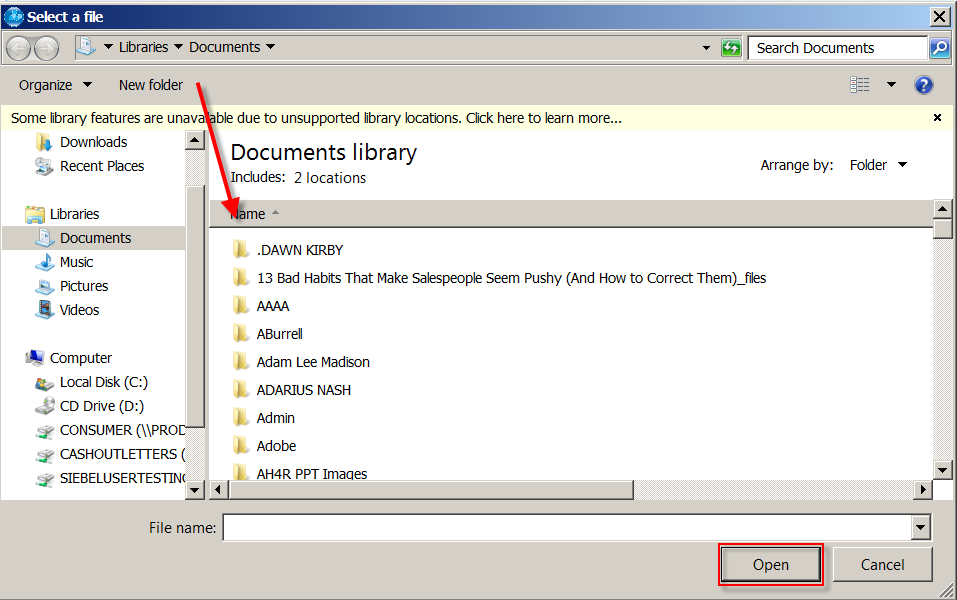 Select a file
Libraries Documents Search Documents
Organize New folder
Some library features are unavailable due to unsupported library locations. Click here to learn more...
Downloads
Recent Places
Libraries
Documents
Music
Pictures
Videos
Computer
Local Disk (C:)
CD Drive (D:)
CONSUMER (\\PROD
CASHOUTLETTERS (
SIEBELUSERTESTING
Documents library
Includes: 2 locations
Arrange by: Folder
Name
.DAWN KIRBY
13 Bad Habits That Make Salespeople Seem Pushy (And How to Correct Them)_files
AAAA
ABurrell
Adam Lee Madison
ADARIUS NASH
Admin
Adobe
AH4R PPT Images
File name:
Open Cancel